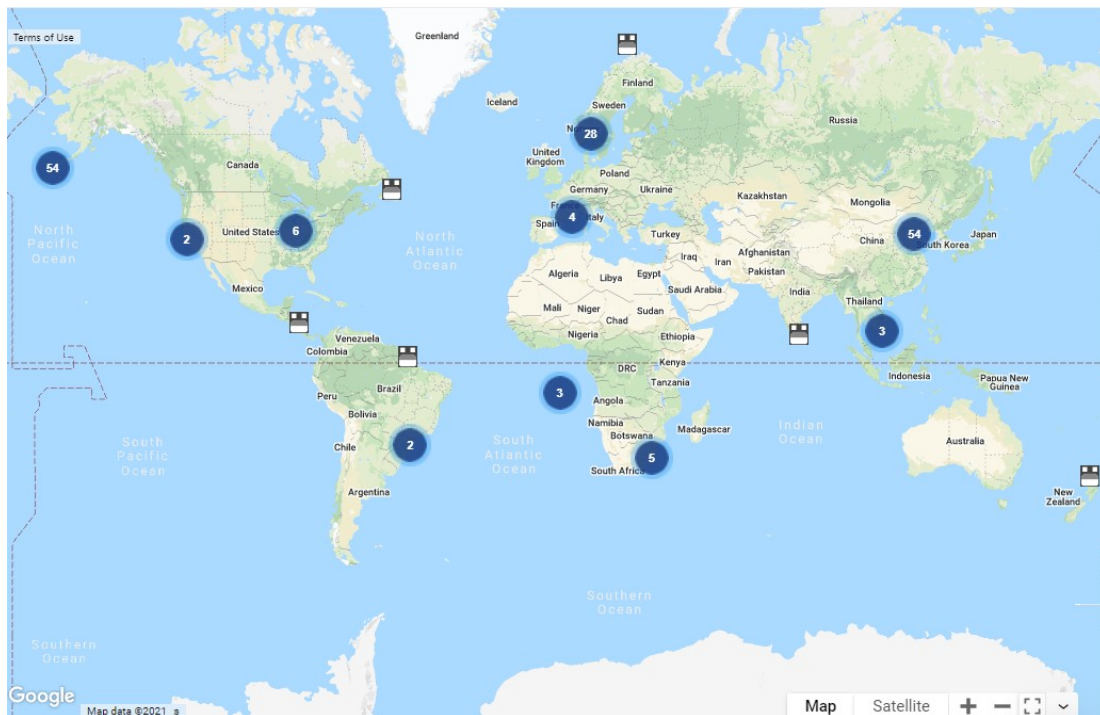 Terms of Use
Greenland
Iceland
Finland
Sweden
28
Russia
United
Kingdom
Poland
Germany
Ukraine
Kazakhstan
Mongolia
54
Canada
North
Pacific
Ocean
2
United States
6
North
Atlantic
Ocean
4
Spain
Italy
Turkey
China
54
South Korea
Japan
Iraq
Iran
Afghanistan
Pakistan
Algeria
Libya
Egypt
Saudi Arabia
India
Mexico
Mali
Niger
Chad
Sudan
Thailand
Venezuela
Colombia
Nigeria
Ethiopia
3
DRC
Kenya
Tanzania
Indonesia
Papua New
Guinea
Peru
Brazil
Bolivia
3
Angola
Namibia
Botswana
Madagascar
Indian
Ocean
Australia
South
Pacific
Ocean
Chile
2
South
Atlantic
Ocean
5
South Africa
Argentina
New
Zealand
Southern
Ocean
Southern
Ocean
Google
Map data ©2021
Map Satellite + −